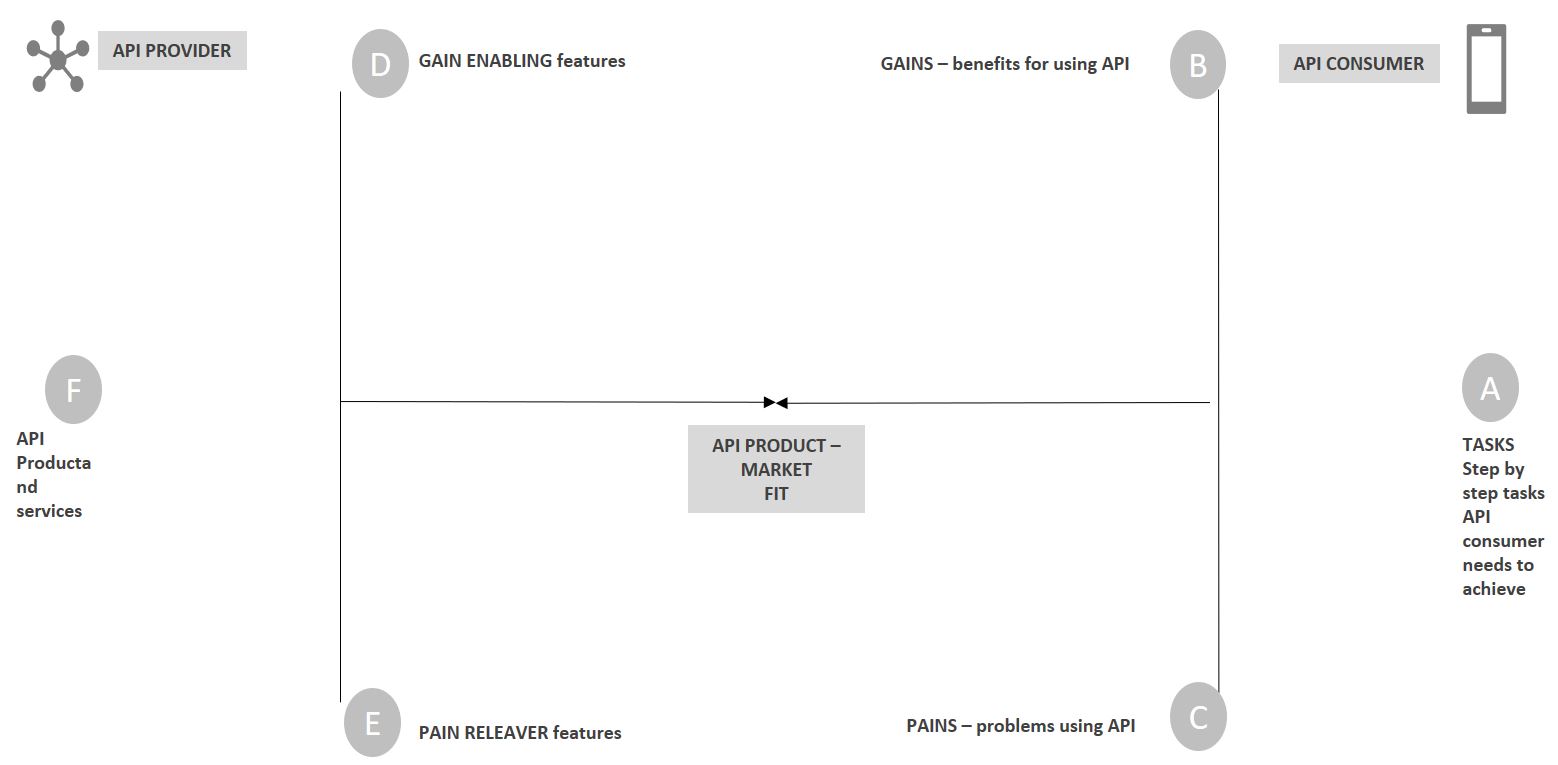 API PROVIDER
D
GAIN ENABLING features
GAINS – benefits for using API
B
API CONSUMER
F
API
Producta
nd
services
API PRODUCT –
MARKET
FIT
A
TASKS
Step by
step tasks
API
consumer
needs to
achieve
E
PAIN RELEAVER features
PAINS – problems using API
C